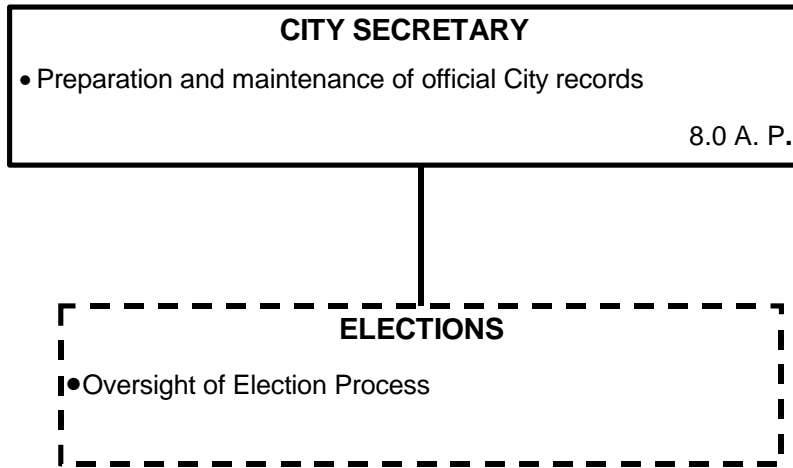 CITY SECRETARY
• Preparation and maintenance of official City records
8.0 A. P.
ELECTIONS
•Oversight of Election Process